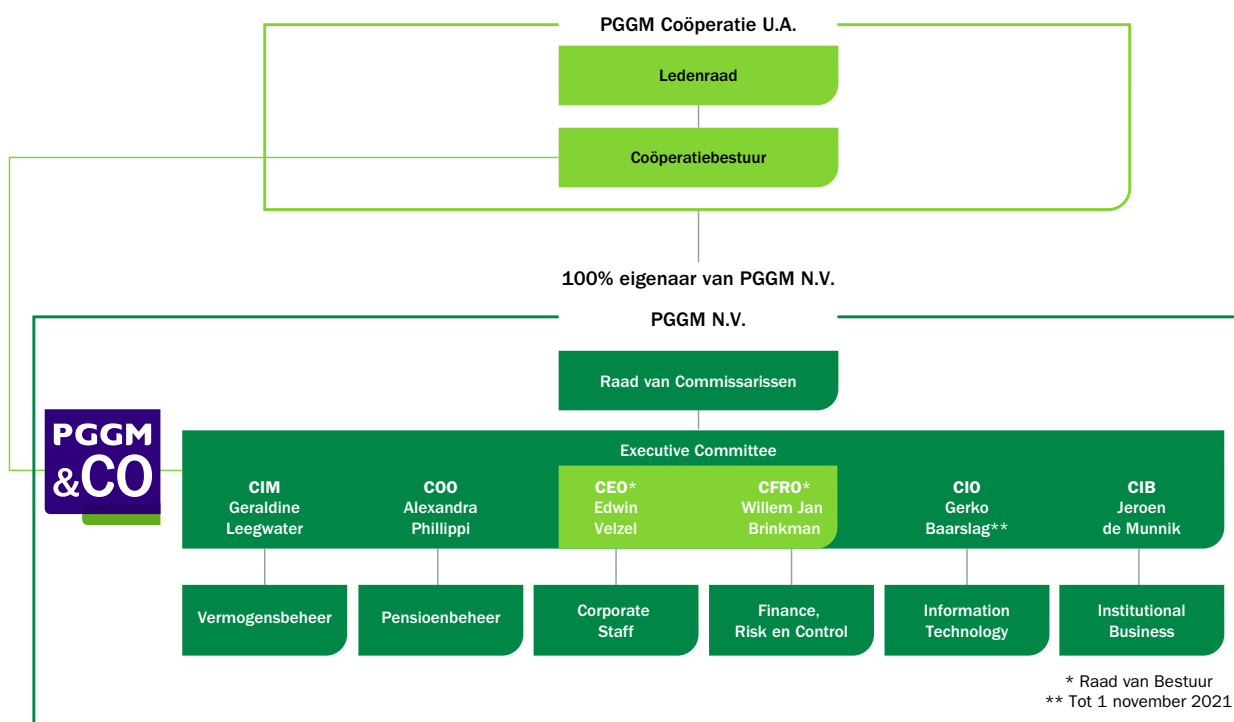 PGGM Coöperatie U.A.
Ledenraad
Coöperatiebestuur
100% eigenaar van PGGM N.V.
PGGM N.V.
Raad van Commissarissen
PGGM
&CO
Executive Committee
CIM
Geraldine
Leegwater
COO
Alexandra
Phillippi
CEO*
Edwin
Velzel
CFRO*
Willem Jan
Brinkman
CIO
Gerko
Baarslag**
CIB
Jeroen
de Munnik
Vermogensbeheer
Pensioenbeheer
Corporate
Staff
Finance,
Risk en Control
Information
Technology
Institutional
Business
* Raad van Bestuur
** Tot 1 november 2021